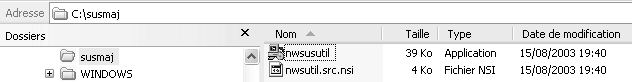 Adresse C:\susmaj
Dossiers Nom Taille Type Date de modification
susmaj nwsusutil 39 Ko Application 15/08/2003 19:40
WINDOWS nwsutil.src.nsi 4 Ko Fichier NSI 15/08/2003 19:40